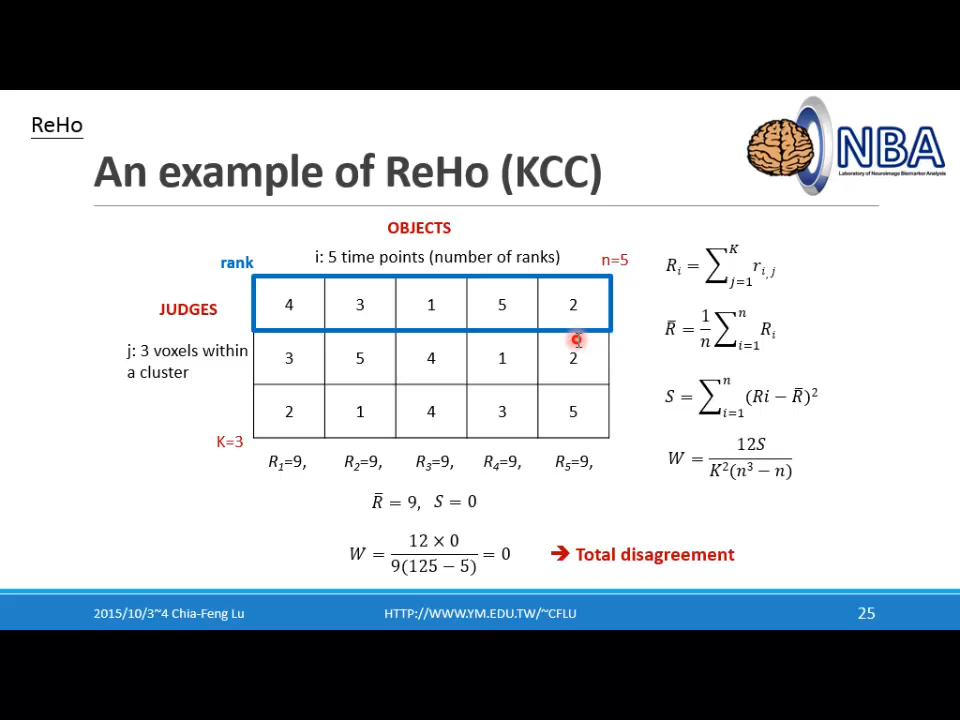 ReHo
An example of ReHo (KCC)
NBA
Laboratory of Neuroimage Biomarker Analysis
OBJECTS
rank
i: 5 time points (number of ranks)
n=5
JUDGES
j: 3 voxels within
a cluster
K=3
4 3 1 5 2
3 5 4 1 2
2 1 4 3 5
R₁=9, R₂=9, R₃=9, R₄=9, R₅=9,
R̄ = 9, S = 0
W = 12 × 0 / 9(125 − 5) = 0
➔ Total disagreement
R_i = ∑_{j=1}^{K} r_{i,j}
R̄ = 1/n ∑_{i=1}^{n} R_i
S = ∑_{i=1}^{n} (Ri − R̄)²
W = 12S / K²(n³ − n)
2015/10/3~4 Chia-Feng Lu
HTTP://WWW.YM.EDU.TW/~CFLU
25